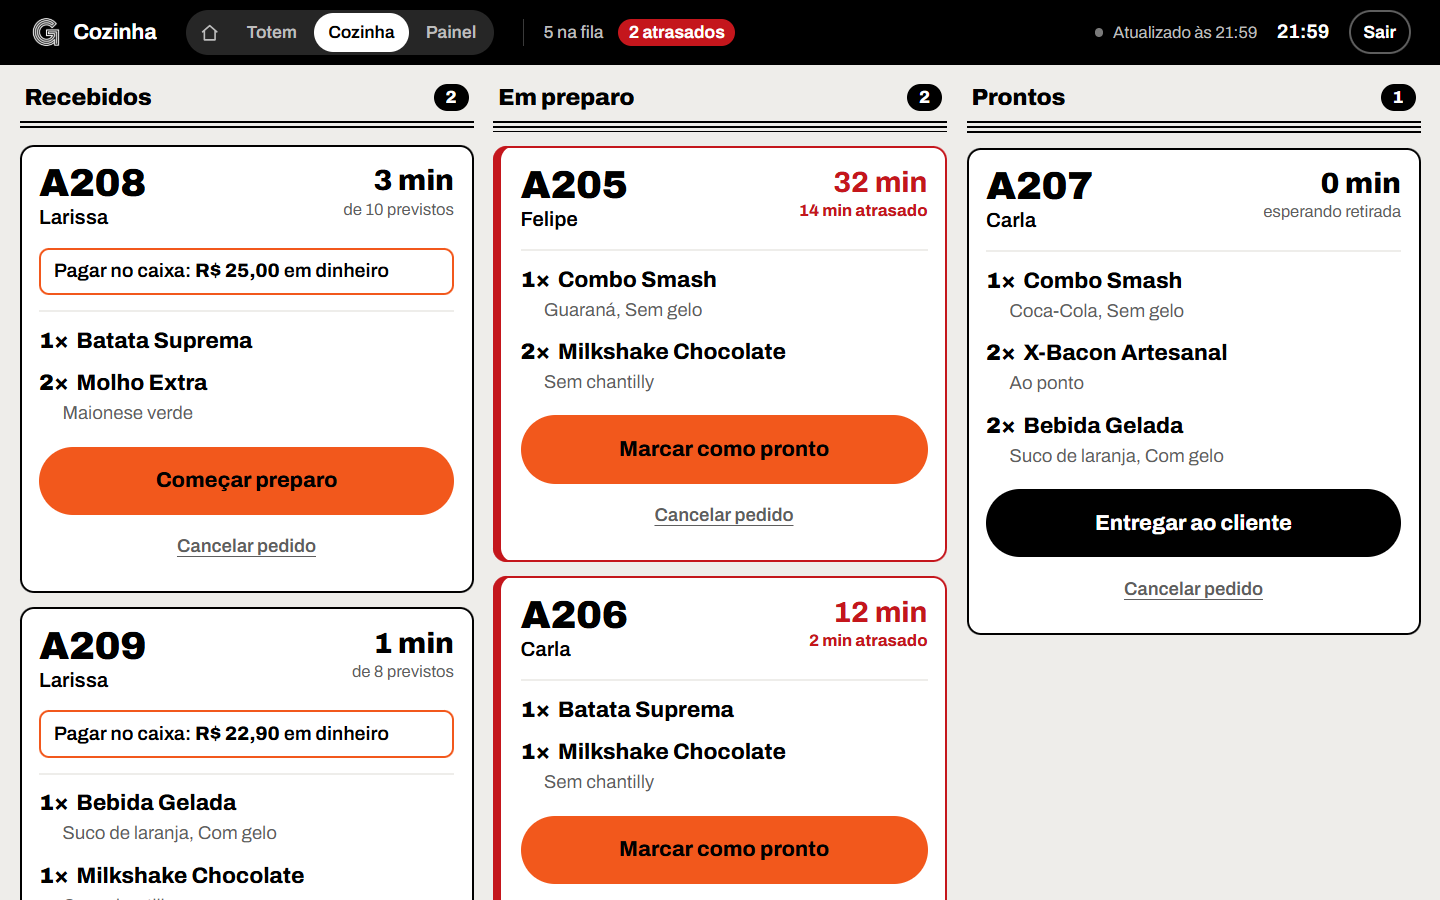 Cozinha
Totem
Cozinha
Painel
5 na fila
2 atrasados
Atualizado às 21:59
21:59
Sair
Recebidos
2
A208
3 min
Larissa
de 10 previstos
Pagar no caixa: R$ 25,00 em dinheiro
1× Batata Suprema
2× Molho Extra
Maionese verde
Começar preparo
Cancelar pedido
A209
1 min
Larissa
de 8 previstos
Pagar no caixa: R$ 22,90 em dinheiro
1× Bebida Gelada
Suco de laranja, Com gelo
1× Milkshake Chocolate
Em preparo
2
A205
32 min
Felipe
14 min atrasado
1× Combo Smash
Guaraná, Sem gelo
2× Milkshake Chocolate
Sem chantilly
Marcar como pronto
Cancelar pedido
A206
12 min
Carla
2 min atrasado
1× Batata Suprema
1× Milkshake Chocolate
Sem chantilly
Marcar como pronto
Prontos
1
A207
0 min
Carla
esperando retirada
1× Combo Smash
Coca-Cola, Sem gelo
2× X-Bacon Artesanal
Ao ponto
2× Bebida Gelada
Suco de laranja, Com gelo
Entregar ao cliente
Cancelar pedido